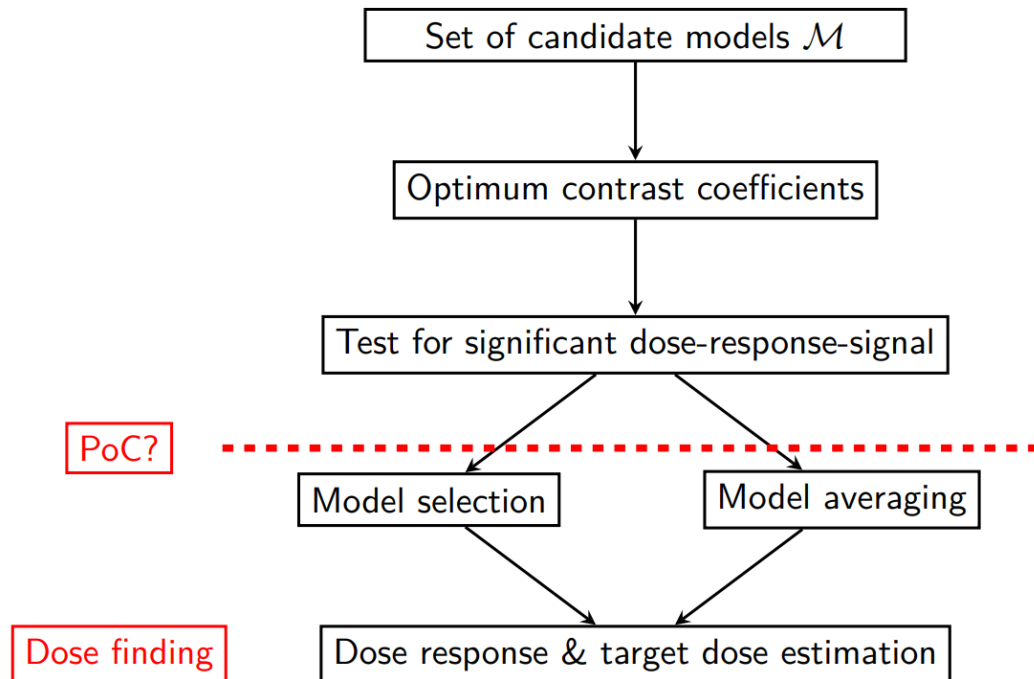 Set of candidate models ℳ
Optimum contrast coefficients
Test for significant dose-response-signal
PoC?
Model selection
Model averaging
Dose finding
Dose response & target dose estimation